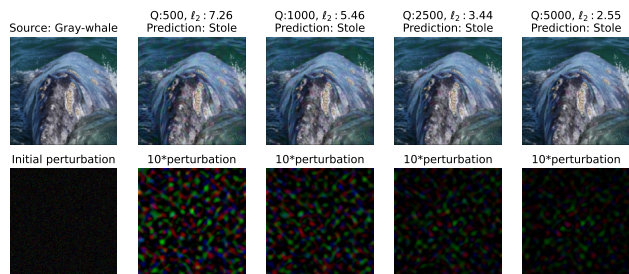 Source: Gray-whale
Q:500, ℓ₂ : 7.26
Prediction: Stole
Q:1000, ℓ₂ : 5.46
Prediction: Stole
Q:2500, ℓ₂ : 3.44
Prediction: Stole
Q:5000, ℓ₂ : 2.55
Prediction: Stole
Initial perturbation
10*perturbation
10*perturbation
10*perturbation
10*perturbation